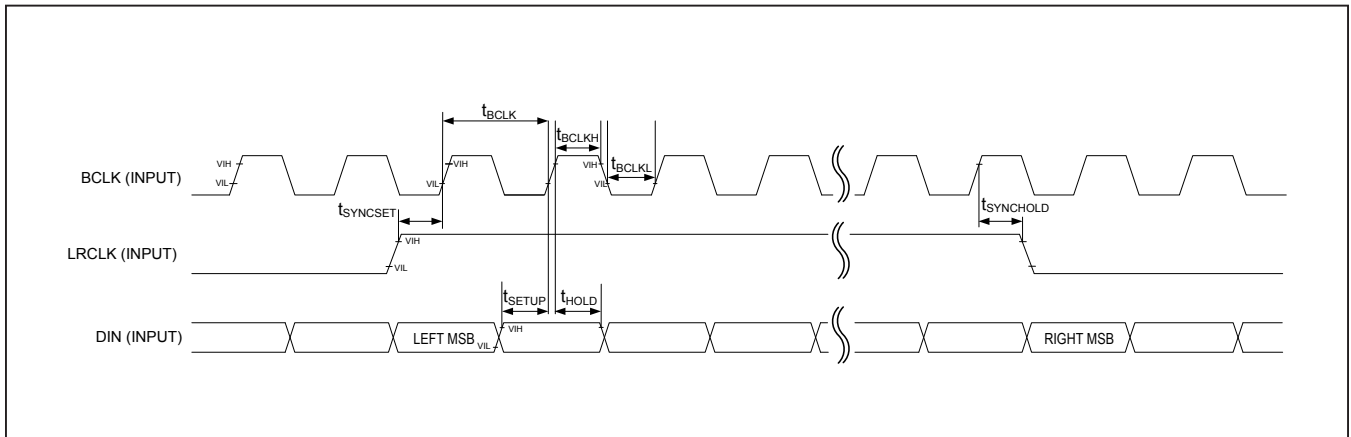 tBCLK
tBCLKH
VIH
VIH
VIH
BCLK (INPUT)
VIL
VIL
VIL
tBCLKL
tSYNCSET
tSYNCHOLD
VIH
LRCLK (INPUT)
VIL
tSETUP
tHOLD
VIH
DIN (INPUT)
LEFT MSB
VIL
RIGHT MSB